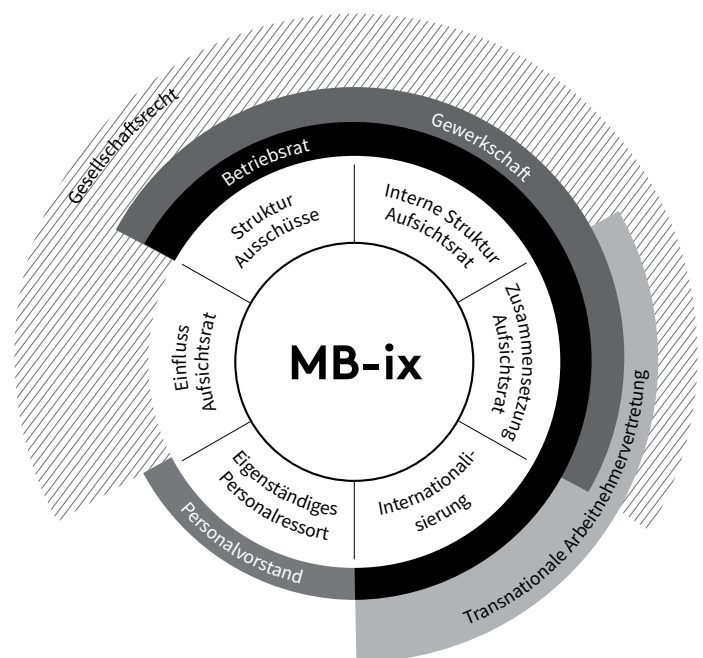 Gesellschaftsrecht
Gewerkschaft
Betriebsrat
Struktur
Ausschüsse
Interne Struktur
Aufsichtsrat
Zusammensetzung
Aufsichtsrat
Einfluss
Aufsichtsrat
MB-ix
Eigenständiges
Personalressort
Internationali-
sierung
Personalvorstand
Transnationale Arbeitnehmervertretung